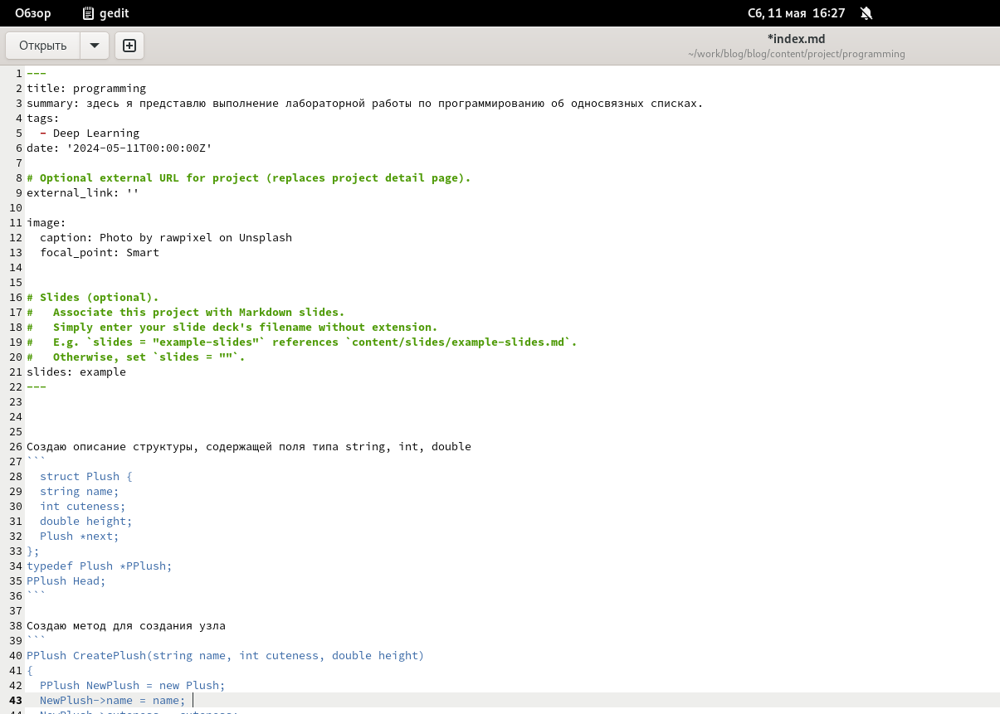 Обзор gedit Сб, 11 мая 16:27
Открыть *index.md
~/work/blog/blog/content/project/programming
1 ---
2 title: programming
3 summary: здесь я представлю выполнение лабораторной работы по программированию об односвязных списках.
4 tags:
5   - Deep Learning
6 date: '2024-05-11T00:00:00Z'
7
8 # Optional external URL for project (replaces project detail page).
9 external_link: ''
10
11 image:
12   caption: Photo by rawpixel on Unsplash
13   focal_point: Smart
14
15
16 # Slides (optional).
17 #   Associate this project with Markdown slides.
18 #   Simply enter your slide deck's filename without extension.
19 #   E.g. `slides = "example-slides"` references `content/slides/example-slides.md`.
20 #   Otherwise, set `slides = ""`.
21 slides: example
22 ---
23
24
25
26 Создаю описание структуры, содержащей поля типа string, int, double
27 ```
28   struct Plush {
29   string name;
30   int cuteness;
31   double height;
32   Plush *next;
33 };
34 typedef Plush *PPlush;
35 PPlush Head;
36 ```
37
38 Создаю метод для создания узла
39 ```
40 PPlush CreatePlush(string name, int cuteness, double height)
41 {
42   PPlush NewPlush = new Plush;
43   NewPlush->name = name;
44   NewPlush->cuteness = cuteness;